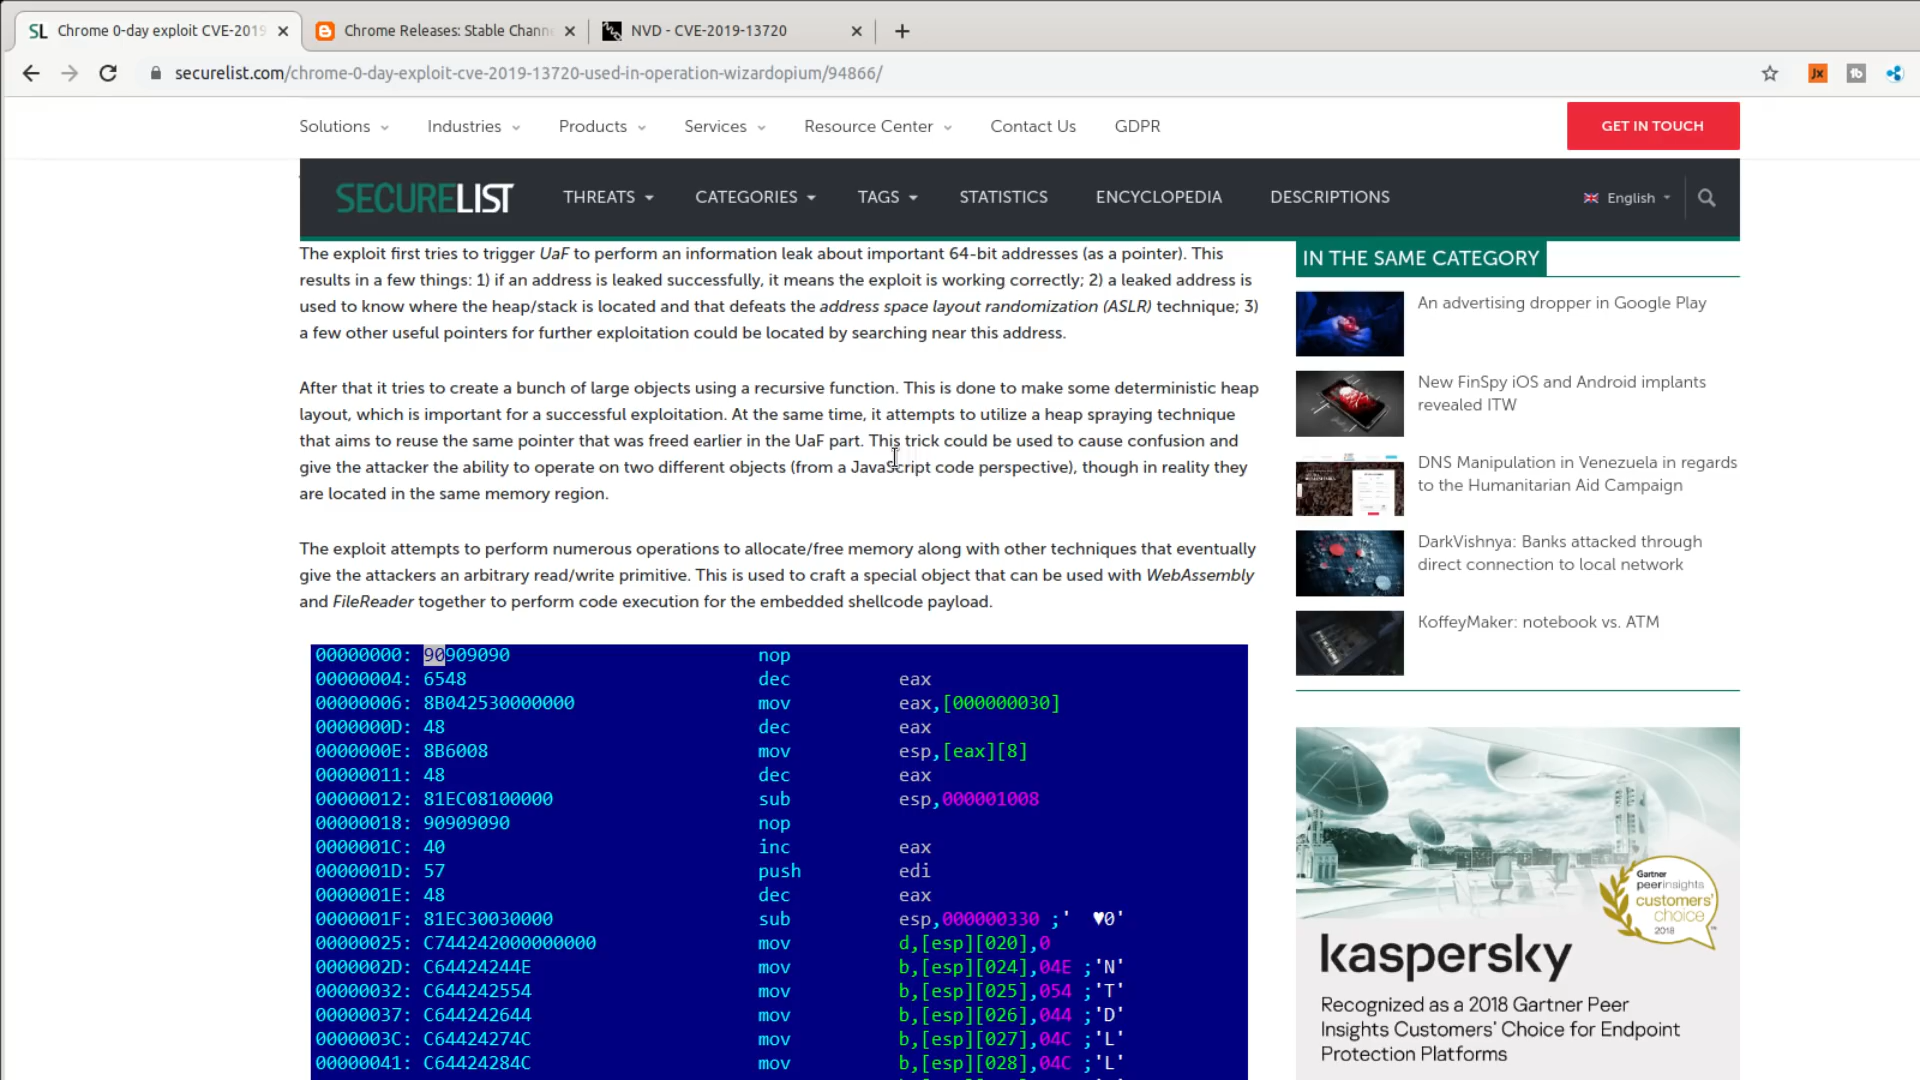 SL Chrome 0-day exploit CVE-2019
Chrome Releases: Stable Chann
NVD - CVE-2019-13720
securelist.com/chrome-0-day-exploit-cve-2019-13720-used-in-operation-wizardopium/94866/
Jx
tb
Solutions
Industries
Products
Services
Resource Center
Contact Us
GDPR
GET IN TOUCH
SECURELIST
THREATS
CATEGORIES
TAGS
STATISTICS
ENCYCLOPEDIA
DESCRIPTIONS
English
The exploit first tries to trigger UaF to perform an information leak about important 64-bit addresses (as a pointer). This
results in a few things: 1) if an address is leaked successfully, it means the exploit is working correctly; 2) a leaked address is
used to know where the heap/stack is located and that defeats the address space layout randomization (ASLR) technique; 3)
a few other useful pointers for further exploitation could be located by searching near this address.
After that it tries to create a bunch of large objects using a recursive function. This is done to make some deterministic heap
layout, which is important for a successful exploitation. At the same time, it attempts to utilize a heap spraying technique
that aims to reuse the same pointer that was freed earlier in the UaF part. This trick could be used to cause confusion and
give the attacker the ability to operate on two different objects (from a JavaScript code perspective), though in reality they
are located in the same memory region.
The exploit attempts to perform numerous operations to allocate/free memory along with other techniques that eventually
give the attackers an arbitrary read/write primitive. This is used to craft a special object that can be used with WebAssembly
and FileReader together to perform code execution for the embedded shellcode payload.
00000000: 90909090 nop
00000004: 6548 dec eax
00000006: 8B042530000000 mov eax,[000000030]
0000000D: 48 dec eax
0000000E: 8B6008 mov esp,[eax][8]
00000011: 48 dec eax
00000012: 81EC08100000 sub esp,000001008
00000018: 90909090 nop
0000001C: 40 inc eax
0000001D: 57 push edi
0000001E: 48 dec eax
0000001F: 81EC30030000 sub esp,000000330 ;' ♥0'
00000025: C744242000000000 mov d,[esp][020],0
0000002D: C64424244E mov b,[esp][024],04E ;'N'
00000032: C644242554 mov b,[esp][025],054 ;'T'
00000037: C644242644 mov b,[esp][026],044 ;'D'
0000003C: C64424274C mov b,[esp][027],04C ;'L'
00000041: C64424284C mov b,[esp][028],04C ;'L'
IN THE SAME CATEGORY
An advertising dropper in Google Play
New FinSpy iOS and Android implants
revealed ITW
DNS Manipulation in Venezuela in regards
to the Humanitarian Aid Campaign
DarkVishnya: Banks attacked through
direct connection to local network
KoffeyMaker: notebook vs. ATM
Gartner
peerinsights
customers'
choice
2018
kaspersky
Recognized as a 2018 Gartner Peer
Insights Customers' Choice for Endpoint
Protection Platforms